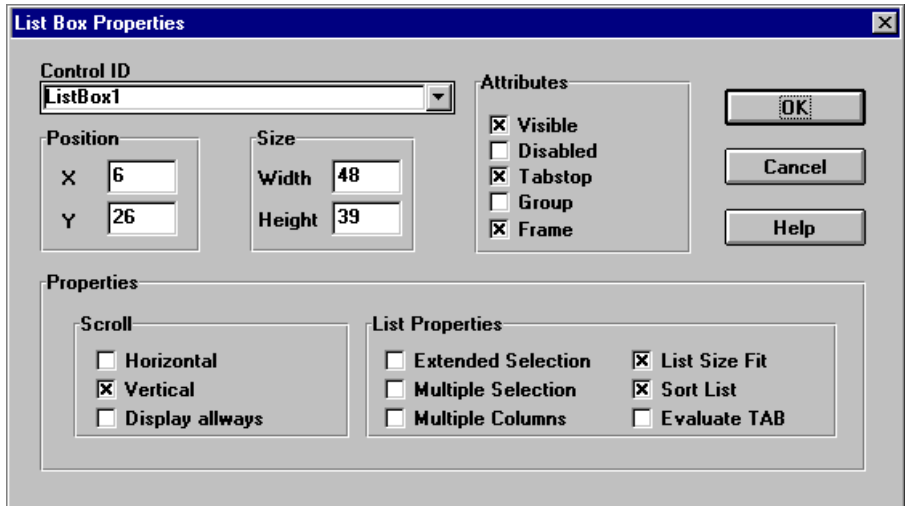 List Box Properties
Control ID
ListBox1
Position
X 6
Y 26
Size
Width 48
Height 39
Attributes
Visible
Disabled
Tabstop
Group
Frame
OK
Cancel
Help
Properties
Scroll
Horizontal
Vertical
Display allways
List Properties
Extended Selection
Multiple Selection
Multiple Columns
List Size Fit
Sort List
Evaluate TAB